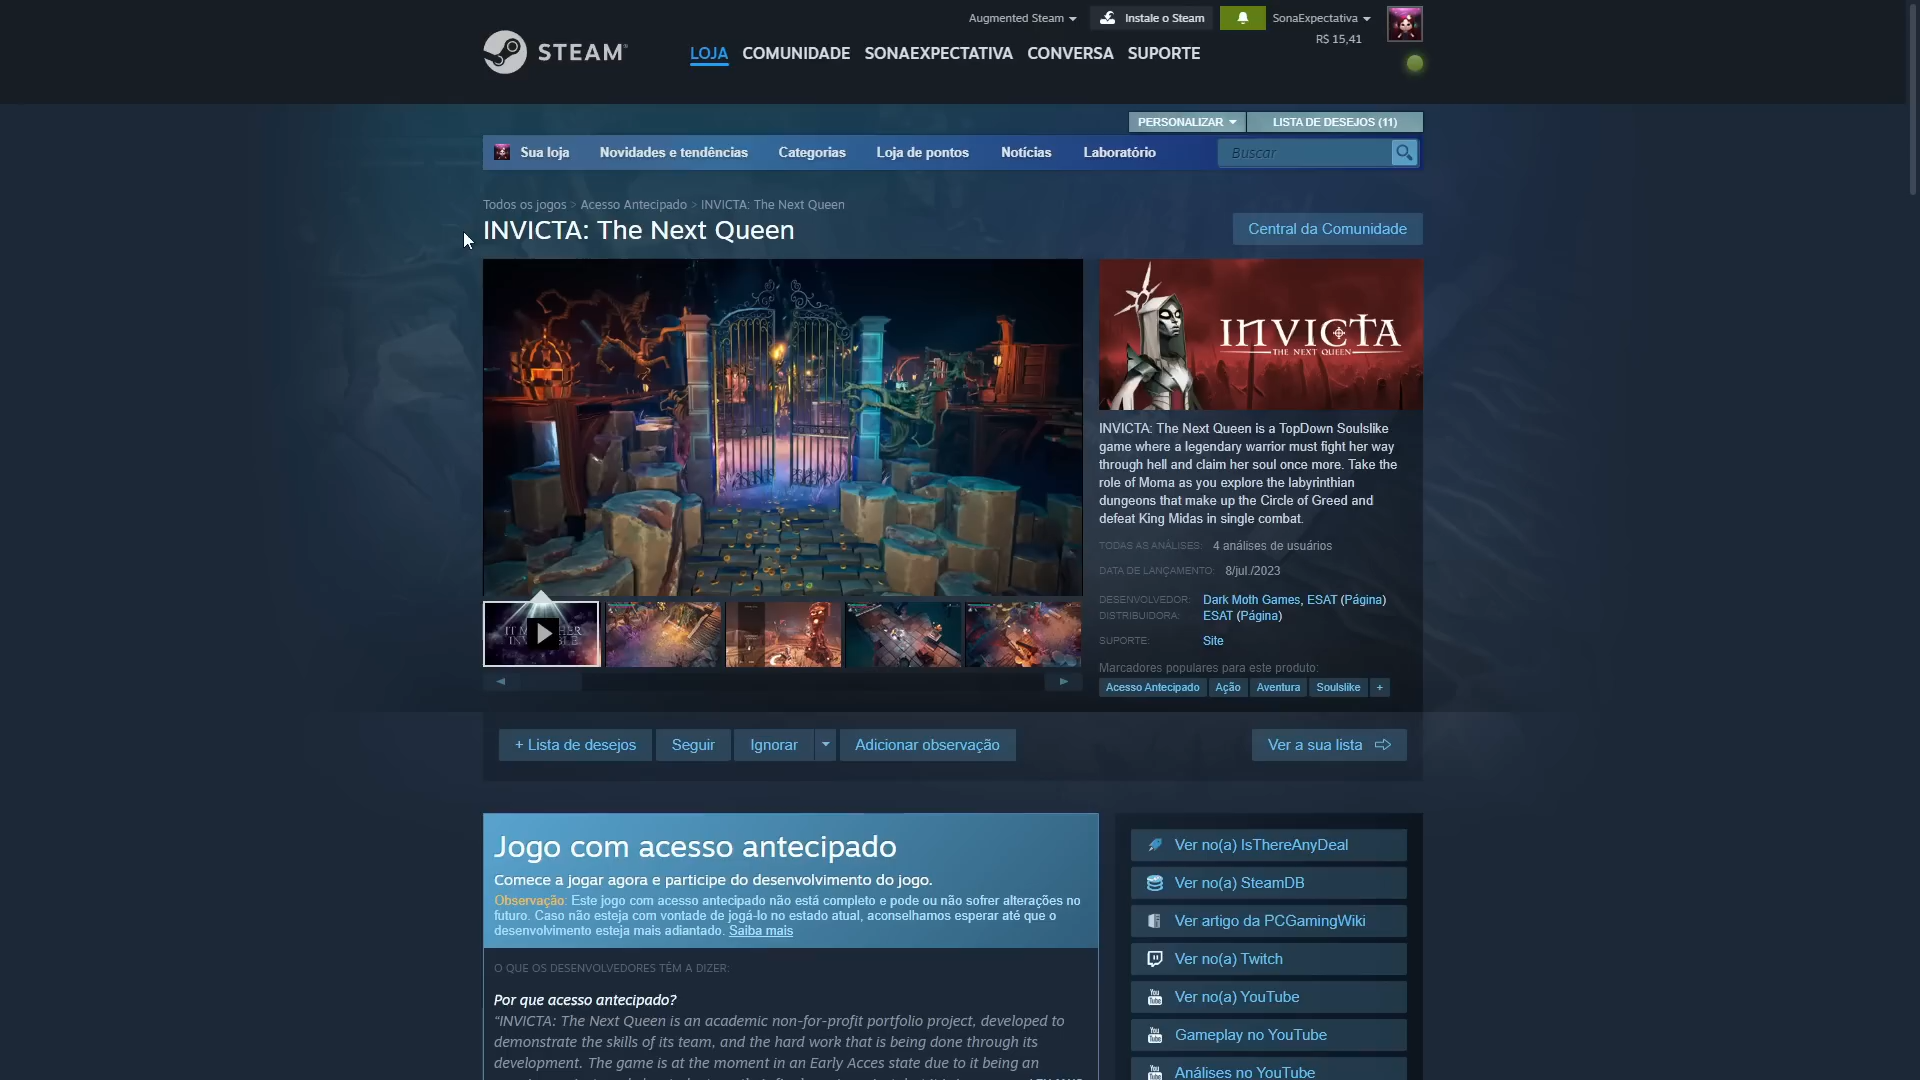 Augmented Steam
Instale o Steam
SonaExpectativa
R$ 15,41
STEAM
LOJA
COMUNIDADE
SONAEXPECTATIVA
CONVERSA
SUPORTE
PERSONALIZAR
LISTA DE DESEJOS (11)
Sua loja
Novidades e tendências
Categorias
Loja de pontos
Notícias
Laboratório
Buscar
Todos os jogos > Acesso Antecipado > INVICTA: The Next Queen
INVICTA: The Next Queen
Central da Comunidade
INVICTA
THE NEXT QUEEN
INVICTA: The Next Queen is a TopDown Soulslike
game where a legendary warrior must fight her way
through hell and claim her soul once more. Take the
role of Moma as you explore the labyrinthian
dungeons that make up the Circle of Greed and
defeat King Midas in single combat.
TODAS AS ANÁLISES: 4 análises de usuários
DATA DE LANÇAMENTO: 8/jul./2023
DESENVOLVEDOR: Dark Moth Games, ESAT (Página)
DISTRIBUIDORA: ESAT (Página)
SUPORTE: Site
Marcadores populares para este produto:
Acesso Antecipado
Ação
Aventura
Soulslike
+
+ Lista de desejos
Seguir
Ignorar
Adicionar observação
Ver a sua lista
Jogo com acesso antecipado
Comece a jogar agora e participe do desenvolvimento do jogo.
Observação: Este jogo com acesso antecipado não está completo e pode ou não sofrer alterações no
futuro. Caso não esteja com vontade de jogá-lo no estado atual, aconselhamos esperar até que o
desenvolvimento esteja mais adiantado. Saiba mais
O QUE OS DESENVOLVEDORES TÊM A DIZER:
Por que acesso antecipado?
“INVICTA: The Next Queen is an academic non-for-profit portfolio project, developed to
demonstrate the skills of its team, and the hard work that is being done through its
development. The game is at the moment in an Early Acces state due to it being an
Ver no(a) IsThereAnyDeal
Ver no(a) SteamDB
Ver artigo da PCGamingWiki
Ver no(a) Twitch
Ver no(a) YouTube
Gameplay no YouTube
Análises no YouTube